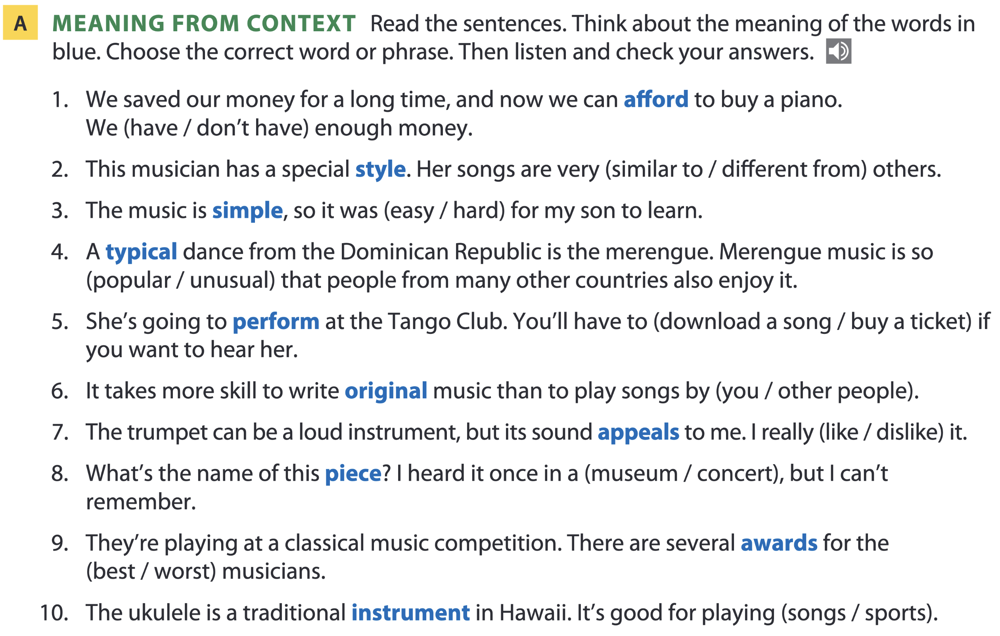 A MEANING FROM CONTEXT Read the sentences. Think about the meaning of the words in
blue. Choose the correct word or phrase. Then listen and check your answers.
1. We saved our money for a long time, and now we can afford to buy a piano.
We (have / don’t have) enough money.
2. This musician has a special style. Her songs are very (similar to / different from) others.
3. The music is simple, so it was (easy / hard) for my son to learn.
4. A typical dance from the Dominican Republic is the merengue. Merengue music is so
(popular / unusual) that people from many other countries also enjoy it.
5. She’s going to perform at the Tango Club. You’ll have to (download a song / buy a ticket) if
you want to hear her.
6. It takes more skill to write original music than to play songs by (you / other people).
7. The trumpet can be a loud instrument, but its sound appeals to me. I really (like / dislike) it.
8. What’s the name of this piece? I heard it once in a (museum / concert), but I can’t
remember.
9. They’re playing at a classical music competition. There are several awards for the
(best / worst) musicians.
10. The ukulele is a traditional instrument in Hawaii. It’s good for playing (songs / sports).